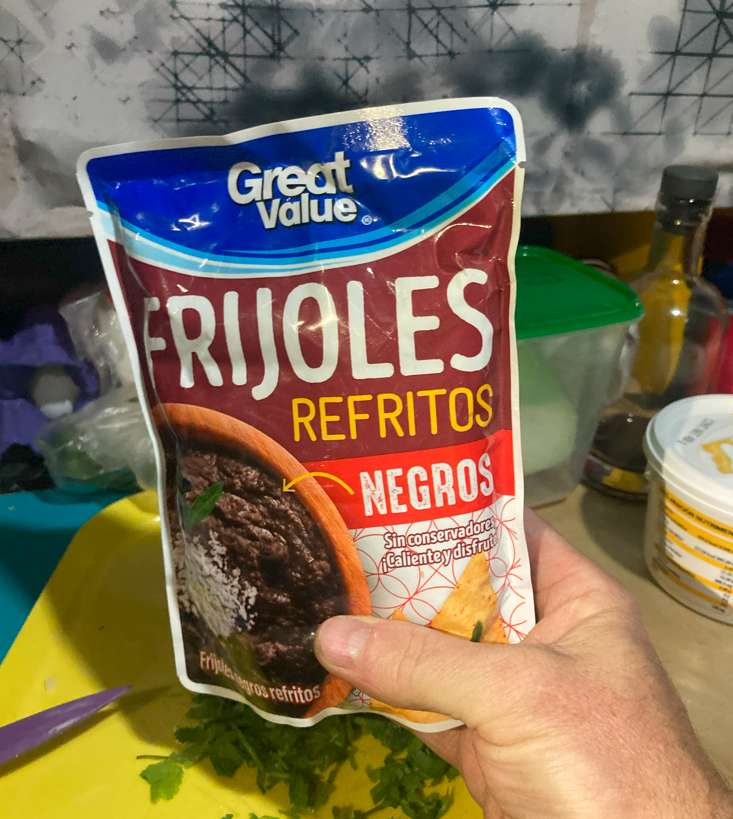 Great
Value®
FRIJOLES
REFRITOS
NEGROS
Sin conservadores
¡Caliente y disfrut
Frijoles negros refritos